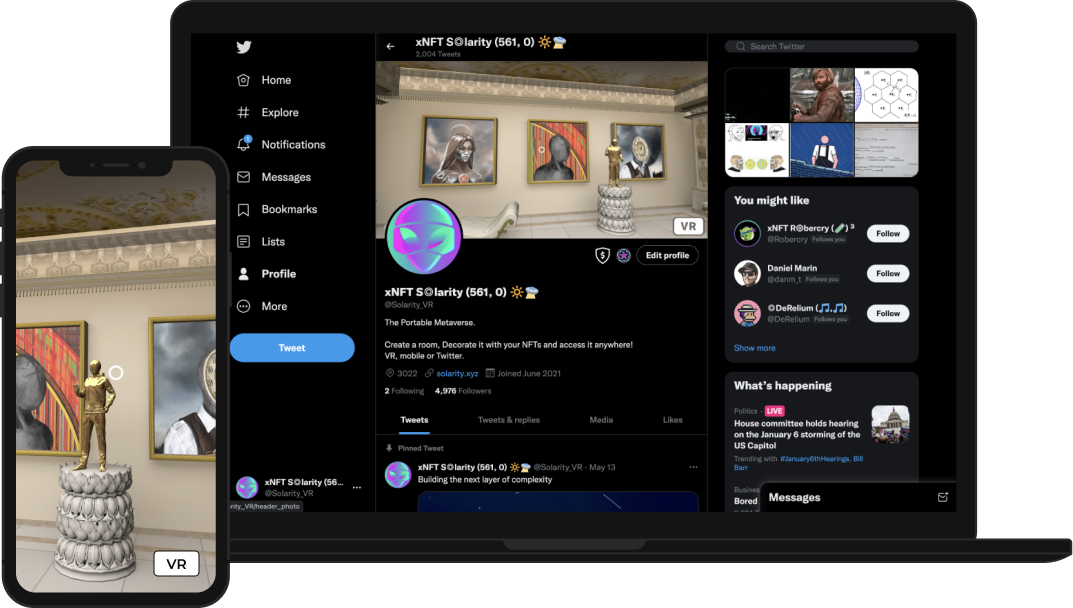 xNFT S◎larity (561, 0)
2,004 Tweets
Search Twitter
Home
Explore
1
Notifications
Messages
Bookmarks
Lists
Profile
More
Tweet
VR
Edit profile
xNFT S◎larity (561, 0)
@Solarity_VR
The Portable Metaverse.
Create a room, Decorate it with your NFTs and access it anywhere!
VR, mobile or Twitter.
3022 solarity.xyz Joined June 2021
2 Following 4,976 Followers
Tweets Tweets & replies Media Likes
Pinned Tweet
xNFT S◎larity (561, 0) @Solarity_VR · May 13
Building the next layer of complexity
You might like
xNFT R◎bercry ( ) ³
@Robercry Follows you
Follow
Daniel Marin
@danm_t Follows you
Follow
◎DeRelium (🎵.🎵)
@DeRelium Follows you
Follow
Show more
What's happening
Politics · LIVE
House committee holds hearing
on the January 6 storming of the
US Capitol
Trending with #January6thHearings, Bill
Barr
Busines
Bored
Messages
xNFT S◎larity (56...
@Solarity_VR
rity_VR/header_photo
VR